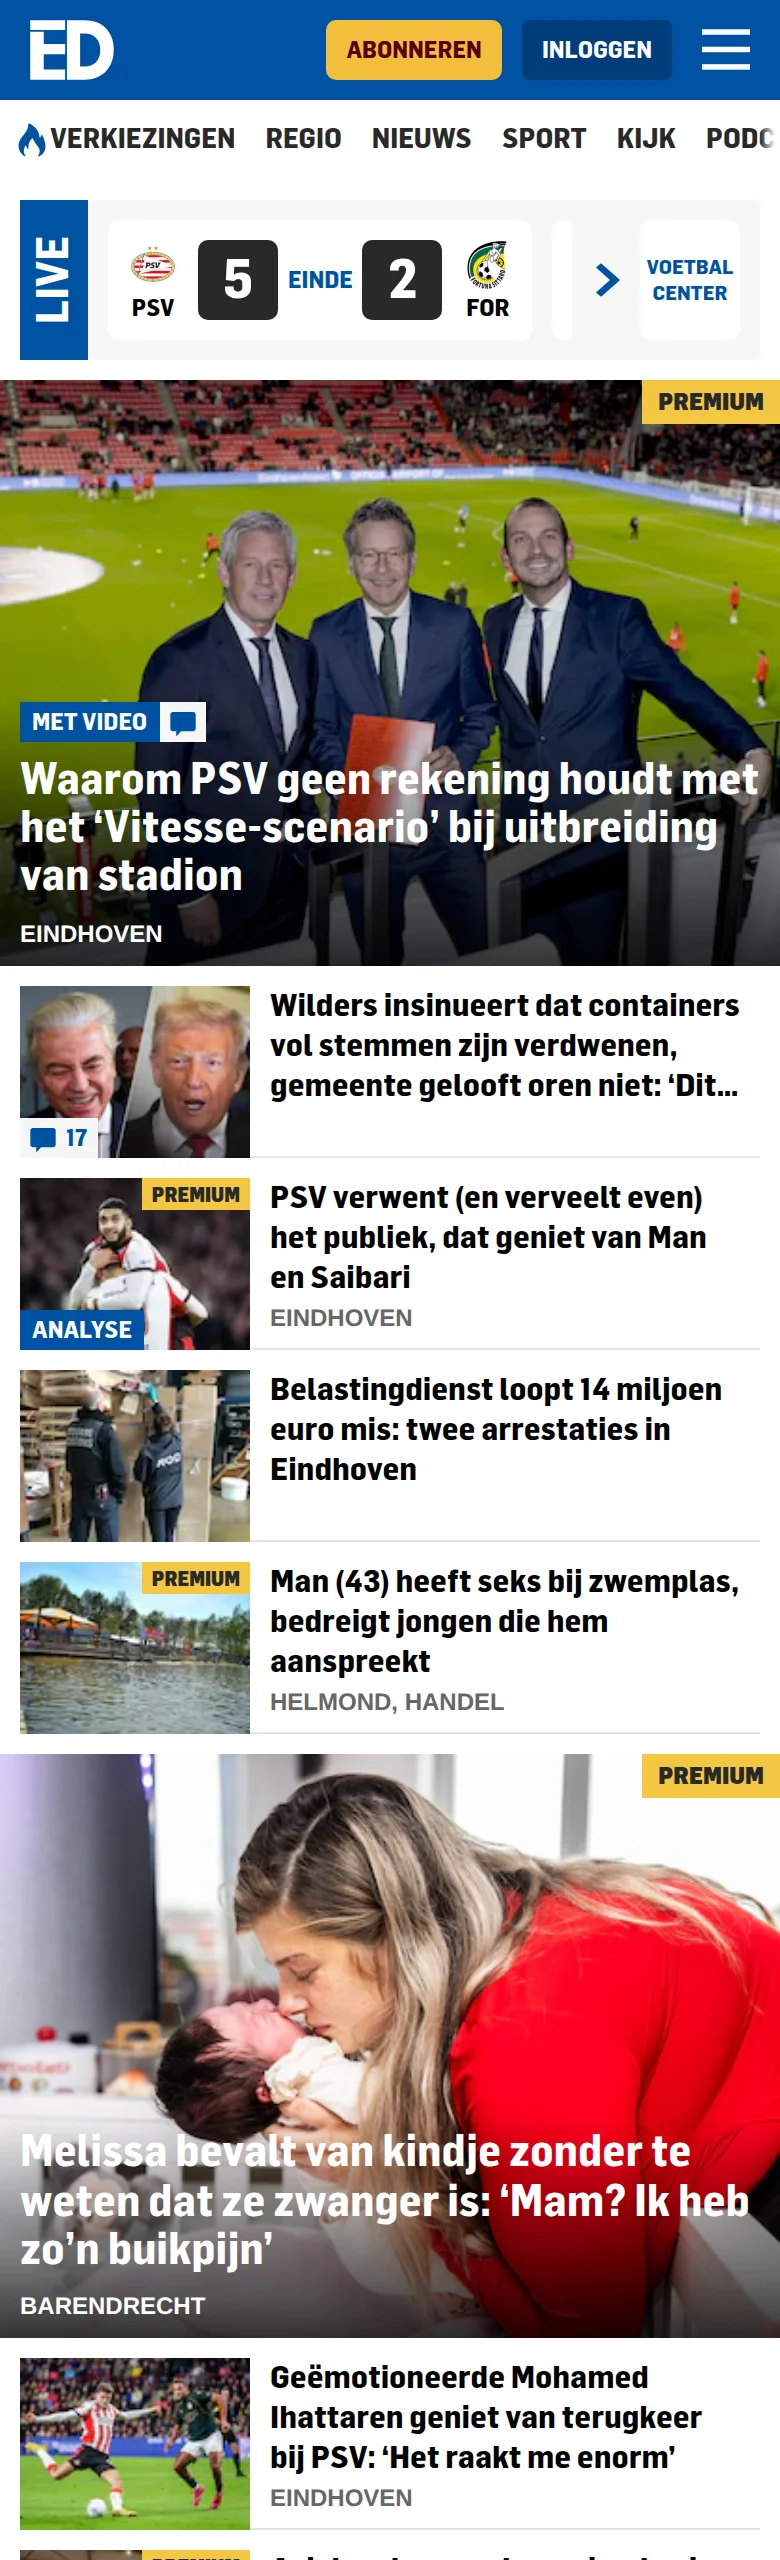 ED
ABONNEREN
INLOGGEN
VERKIEZINGEN REGIO NIEUWS SPORT KIJK PODC
LIVE
PSV
5
EINDE
2
FOR
VOETBAL
CENTER
PREMIUM
MET VIDEO
Waarom PSV geen rekening houdt met
het ‘Vitesse-scenario’ bij uitbreiding
van stadion
EINDHOVEN
Wilders insinueert dat containers
vol stemmen zijn verdwenen,
gemeente gelooft oren niet: ‘Dit...
17
PREMIUM
ANALYSE
PSV verwent (en verveelt even)
het publiek, dat geniet van Man
en Saibari
EINDHOVEN
Belastingdienst loopt 14 miljoen
euro mis: twee arrestaties in
Eindhoven
PREMIUM
Man (43) heeft seks bij zwemplas,
bedreigt jongen die hem
aanspreekt
HELMOND, HANDEL
PREMIUM
Melissa bevalt van kindje zonder te
weten dat ze zwanger is: ‘Mam? Ik heb
zo’n buikpijn’
BARENDRECHT
Geëmotioneerde Mohamed
Ihattaren geniet van terugkeer
bij PSV: ‘Het raakt me enorm’
EINDHOVEN